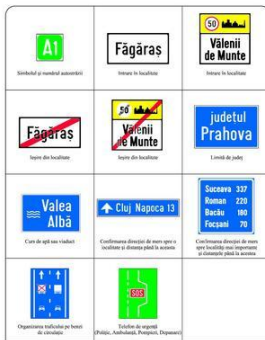 A1
Simbolul și numărul autostrăzii
Făgăraș
Intrare în localitate
50
Vălenii
de Munte
Intrare în localitate
Făgăraș
Ieșire din localitate
50
Vălenii
de Munte
Ieșire din localitate
județul
Prahova
Limită de județ
Valea
Albă
Curs de apă sau viaduct
Cluj Napoca 13
Confirmarea direcției de mers spre o
localitate și distanța până la aceasta
Suceava 337
Roman 220
Bacău 180
Focșani 70
Confirmarea direcției de mers
spre localități mai importante
și distanțele până la acestea
Organizarea traficului pe benzi
de circulație
SOS
Telefon de urgență
(Poliție, Ambulanță, Pompieri, Depanare)